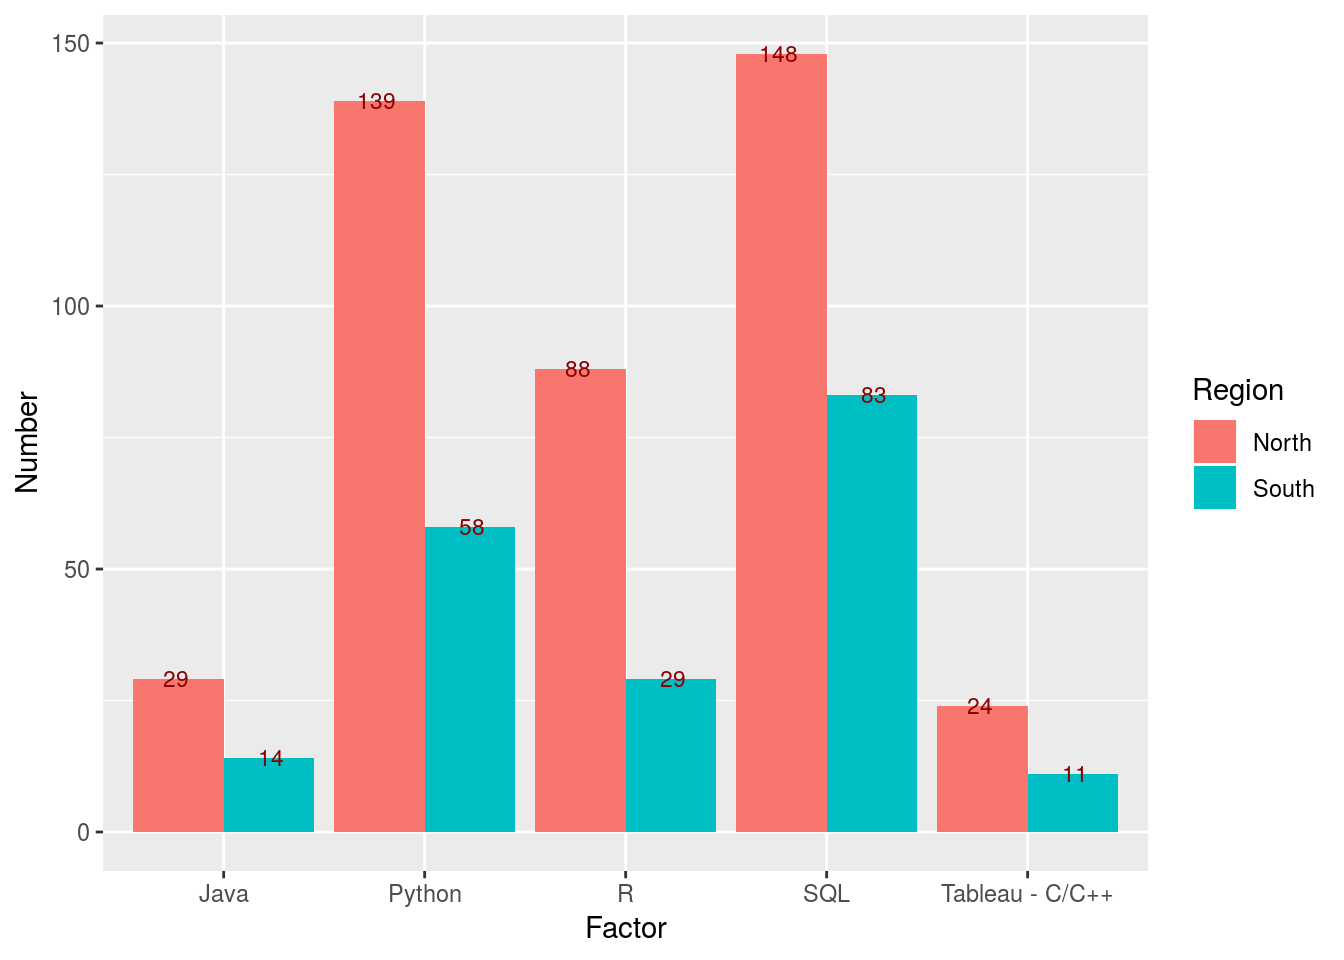 150
100
50
0
Number
139
148
88
83
58
29
29
24
14
11
Java
Python
R
SQL
Tableau - C/C++
Factor
Region
North
South